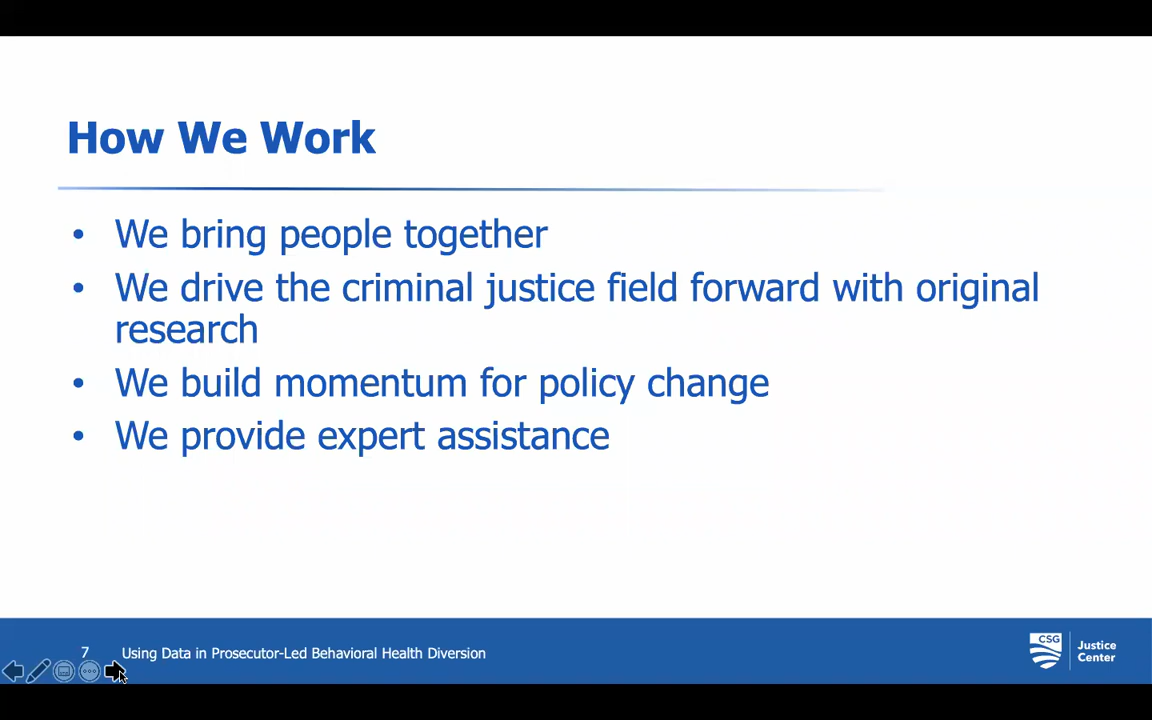 How We Work
• We bring people together
• We drive the criminal justice field forward with original
research
• We build momentum for policy change
• We provide expert assistance
7 Using Data in Prosecutor-Led Behavioral Health Diversion
CSG Justice
Center